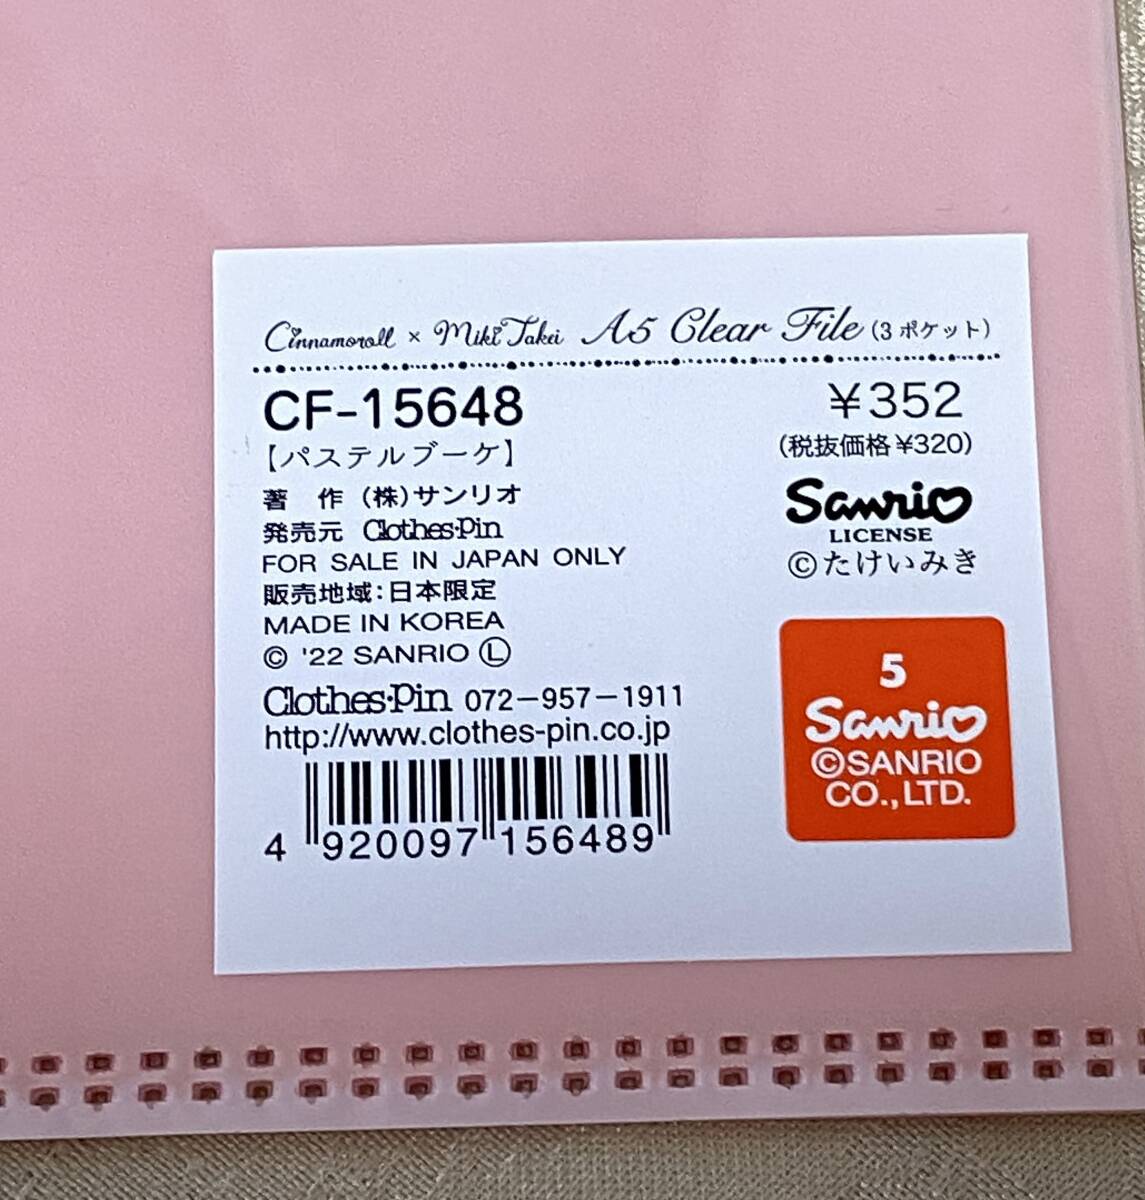 Cinnamoroll × Miki Takei A5 Clear File (3ポケット)
CF-15648
¥352
【パステルブーケ】
(税抜価格¥320)
著 作 (株)サンリオ
発売元 Clothes・Pin
FOR SALE IN JAPAN ONLY
販売地域:日本限定
MADE IN KOREA
© '22 SANRIO Ⓛ
Sanrio
LICENSE
©たけいみき
Clothes・Pin 072-957-1911
http://www.clothes-pin.co.jp
4 920097 156489
5
Sanrio
©SANRIO
CO.,LTD.